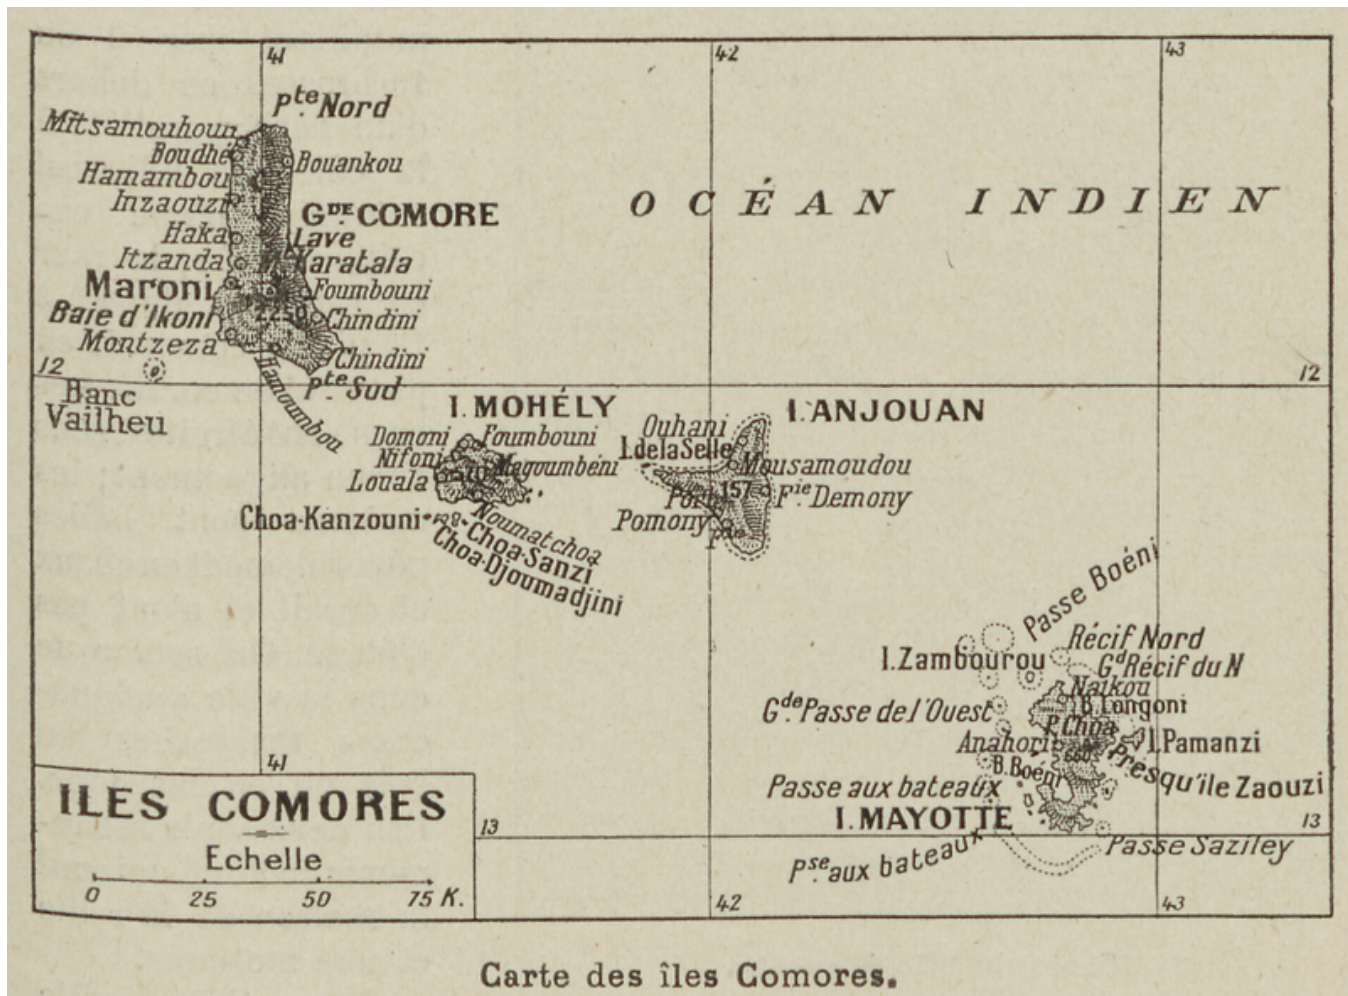 41
42
43
Pte Nord
Mitsamouhoun
Boudhé
Bouankou
Hamambou
Inzaouzi
Gde COMORE
OCÉAN INDIEN
Haka
Lave
Itzanda
Karatala
Maroni
Foumbouni
Baie d'Ikoni
2250
Chindini
Montzeza
Chindini
12
12
Pte Sud
Banc
Vailheu
Hamoumbou
I. MOHÉLY
I. ANJOUAN
Domoni
Foumbouni
Ouhani
Nifoni
I. de la Selle
Magoumbéni
Mousamoudou
Louala
157
Fie Demony
Choa-Kanzouni
Noumatchoa
Pomony
Choa-Sanzi
Choa-Djoumadjini
Passe Boéni
Récif Nord
I. Zambourou
Gd Récif du N
Naïkou
Gde Passe de l'Ouest
B. Longoni
P. Choa
Anahori
I. Pamanzi
660
41
B. Boeni
Presqu'île Zaouzi
ILES COMORES
Passe aux bateaux
I. MAYOTTE
13
13
Echelle
Pse aux bateaux
Passe Saziley
0 25 50 75 K.
42
43
Carte des îles Comores.